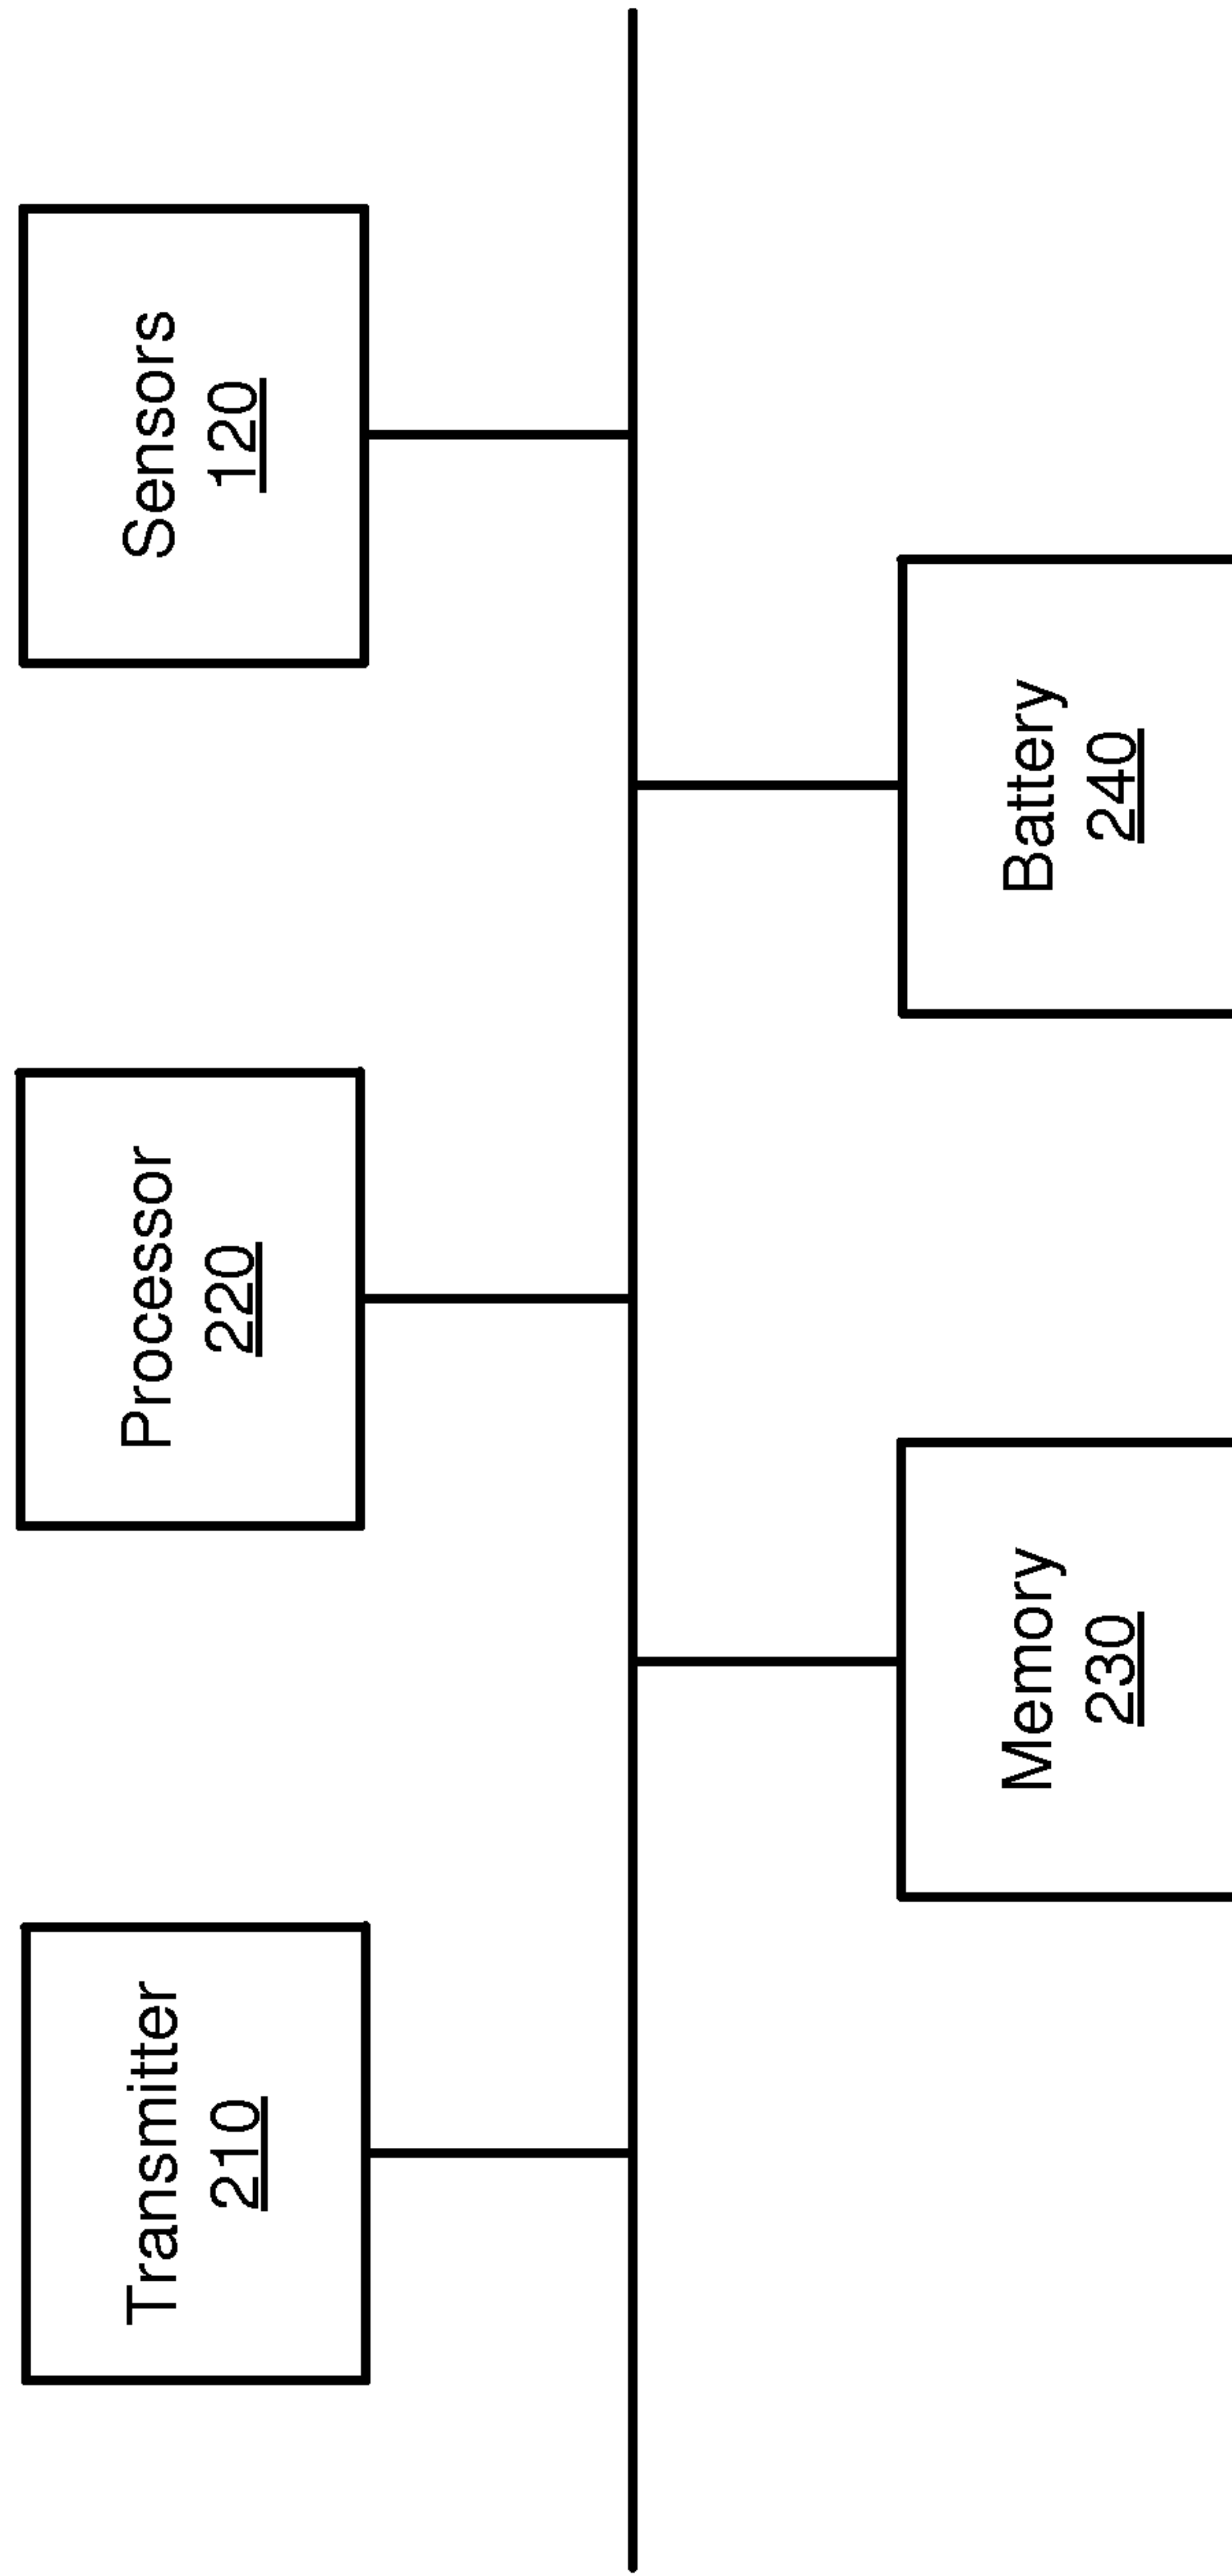 Transmitter
210
Processor
220
Sensors
120
Memory
230
Battery
240